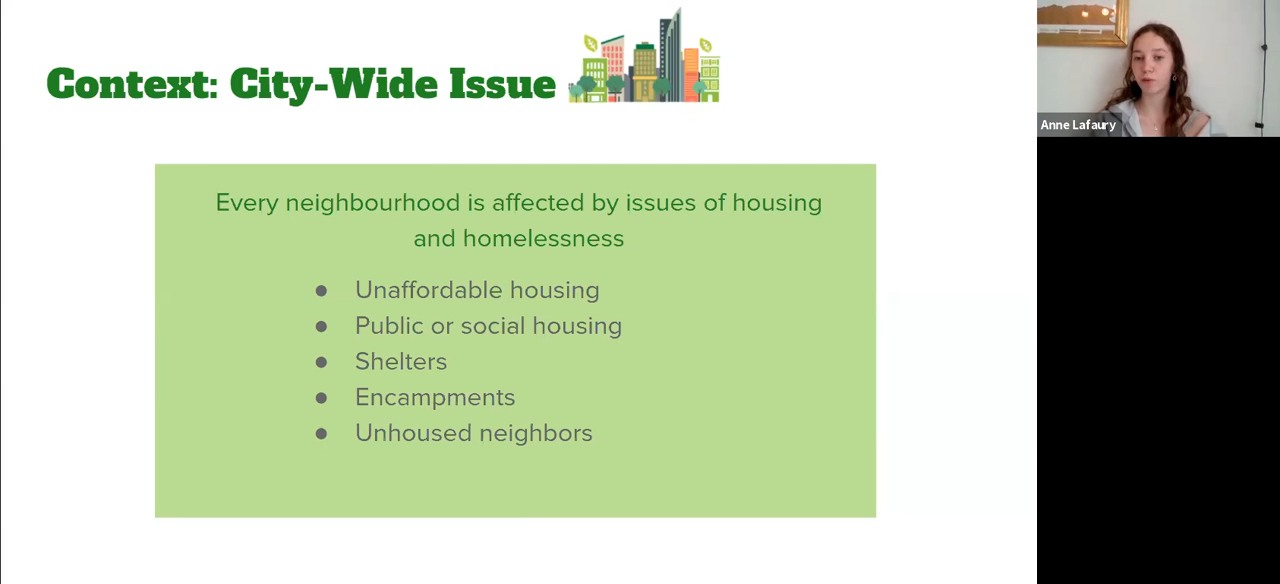 Context: City-Wide Issue
Anne Lafaury
Every neighbourhood is affected by issues of housing
and homelessness
● Unaffordable housing
● Public or social housing
● Shelters
● Encampments
● Unhoused neighbors